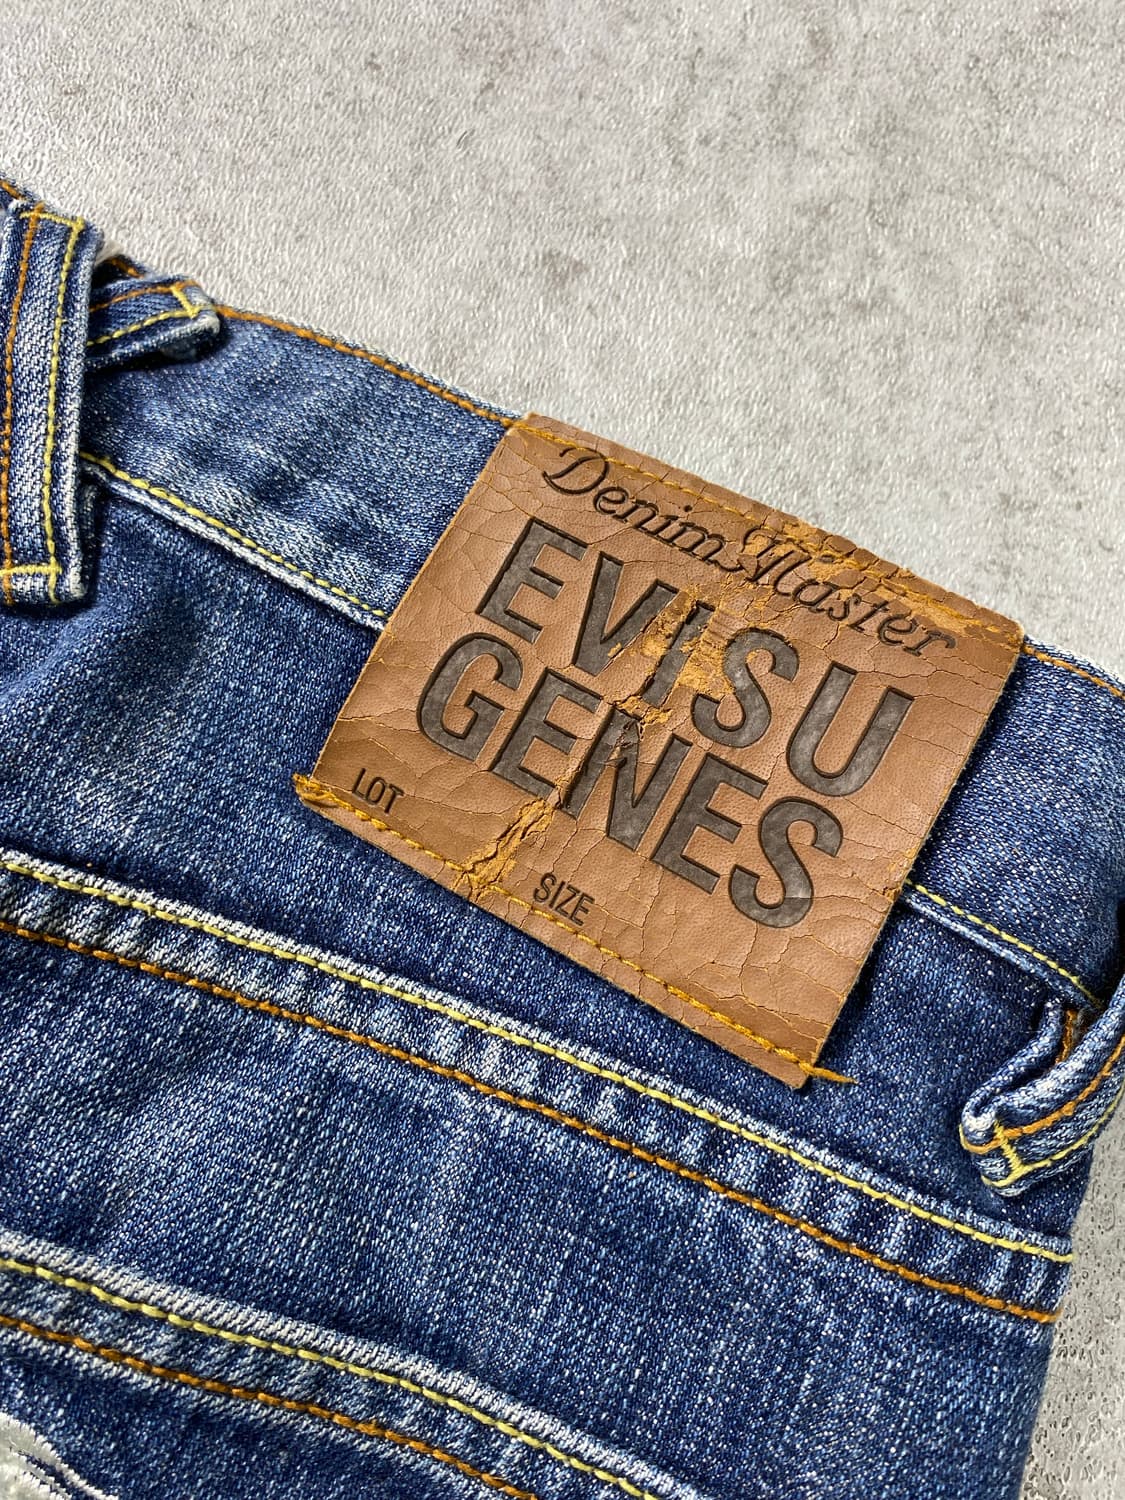 Denim Master
EVISU
GENES
LOT
SIZE